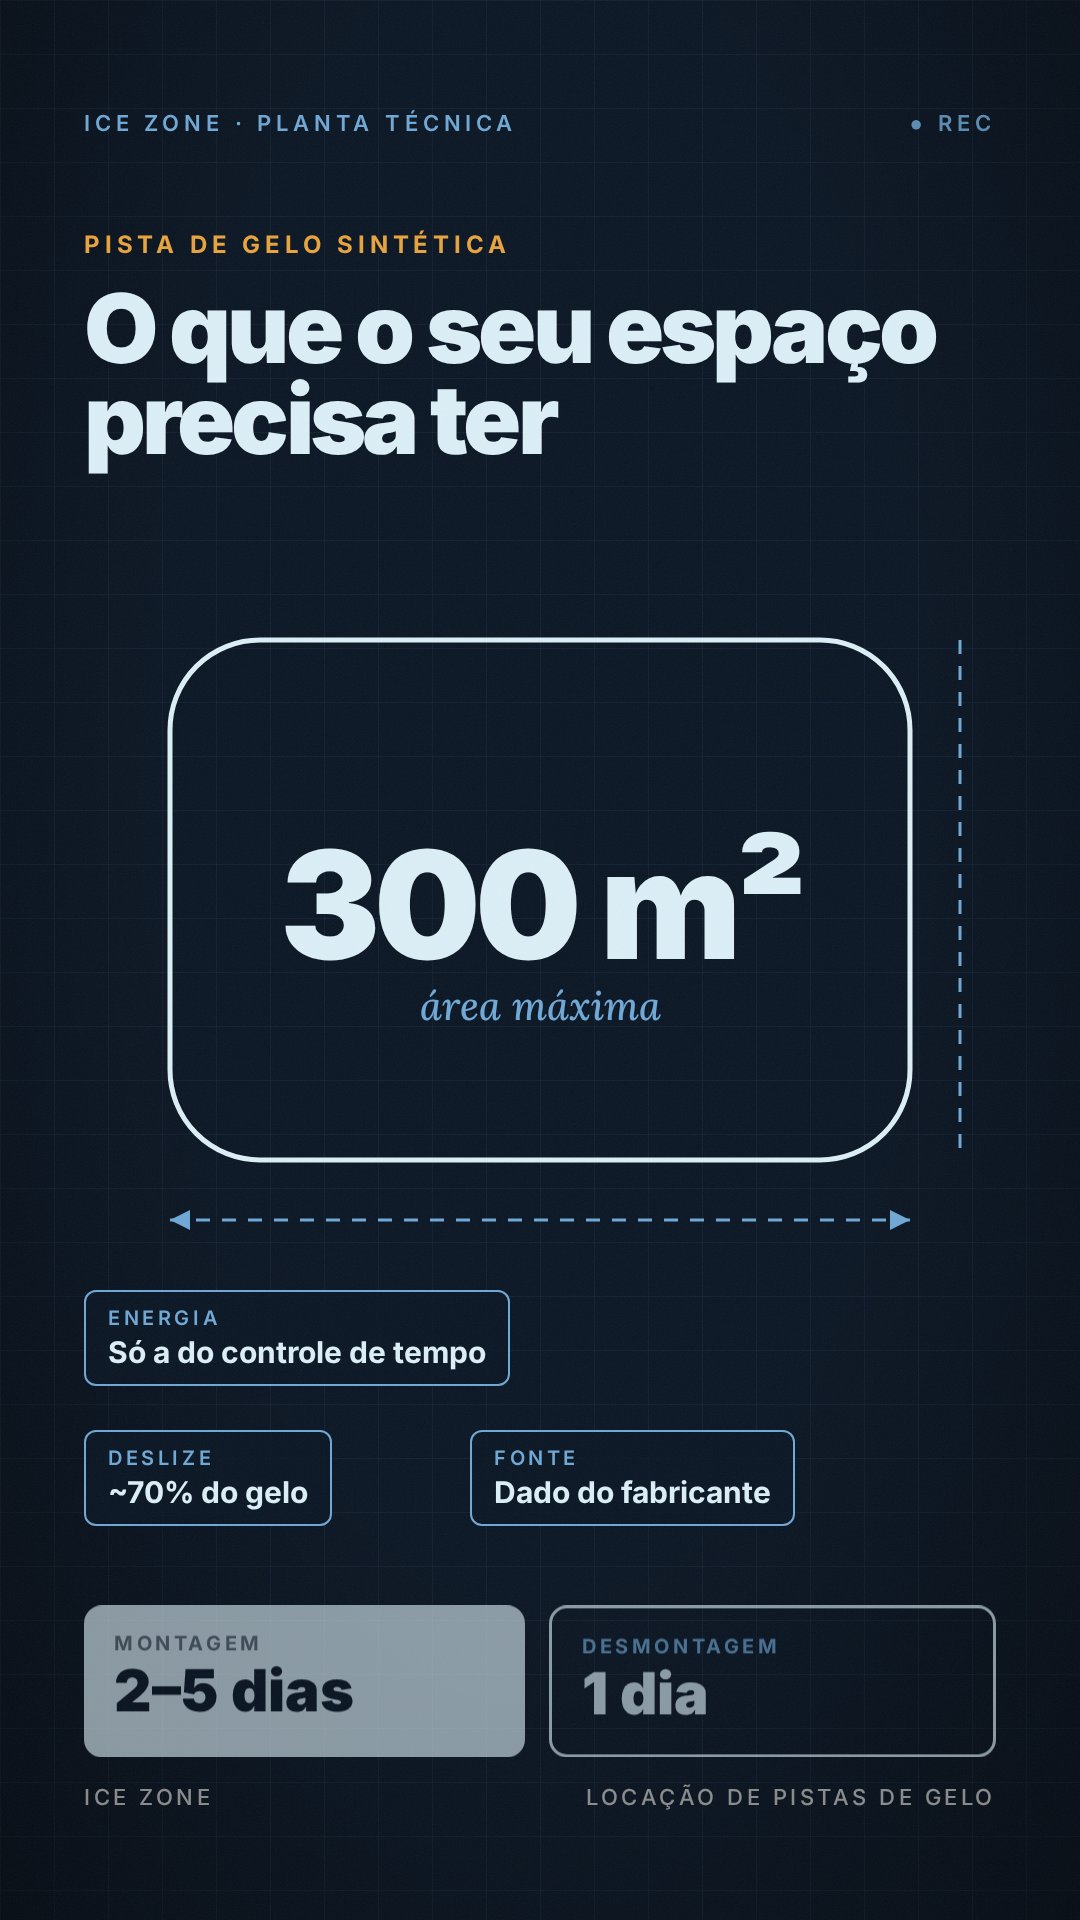 ICE ZONE · PLANTA TÉCNICA
• REC
PISTA DE GELO SINTÉTICA
O que o seu espaço
precisa ter
300 m²
área máxima
ENERGIA
Só a do controle de tempo
DESLIZE
~70% do gelo
FONTE
Dado do fabricante
MONTAGEM
2–5 dias
DESMONTAGEM
1 dia
ICE ZONE
LOCAÇÃO DE PISTAS DE GELO